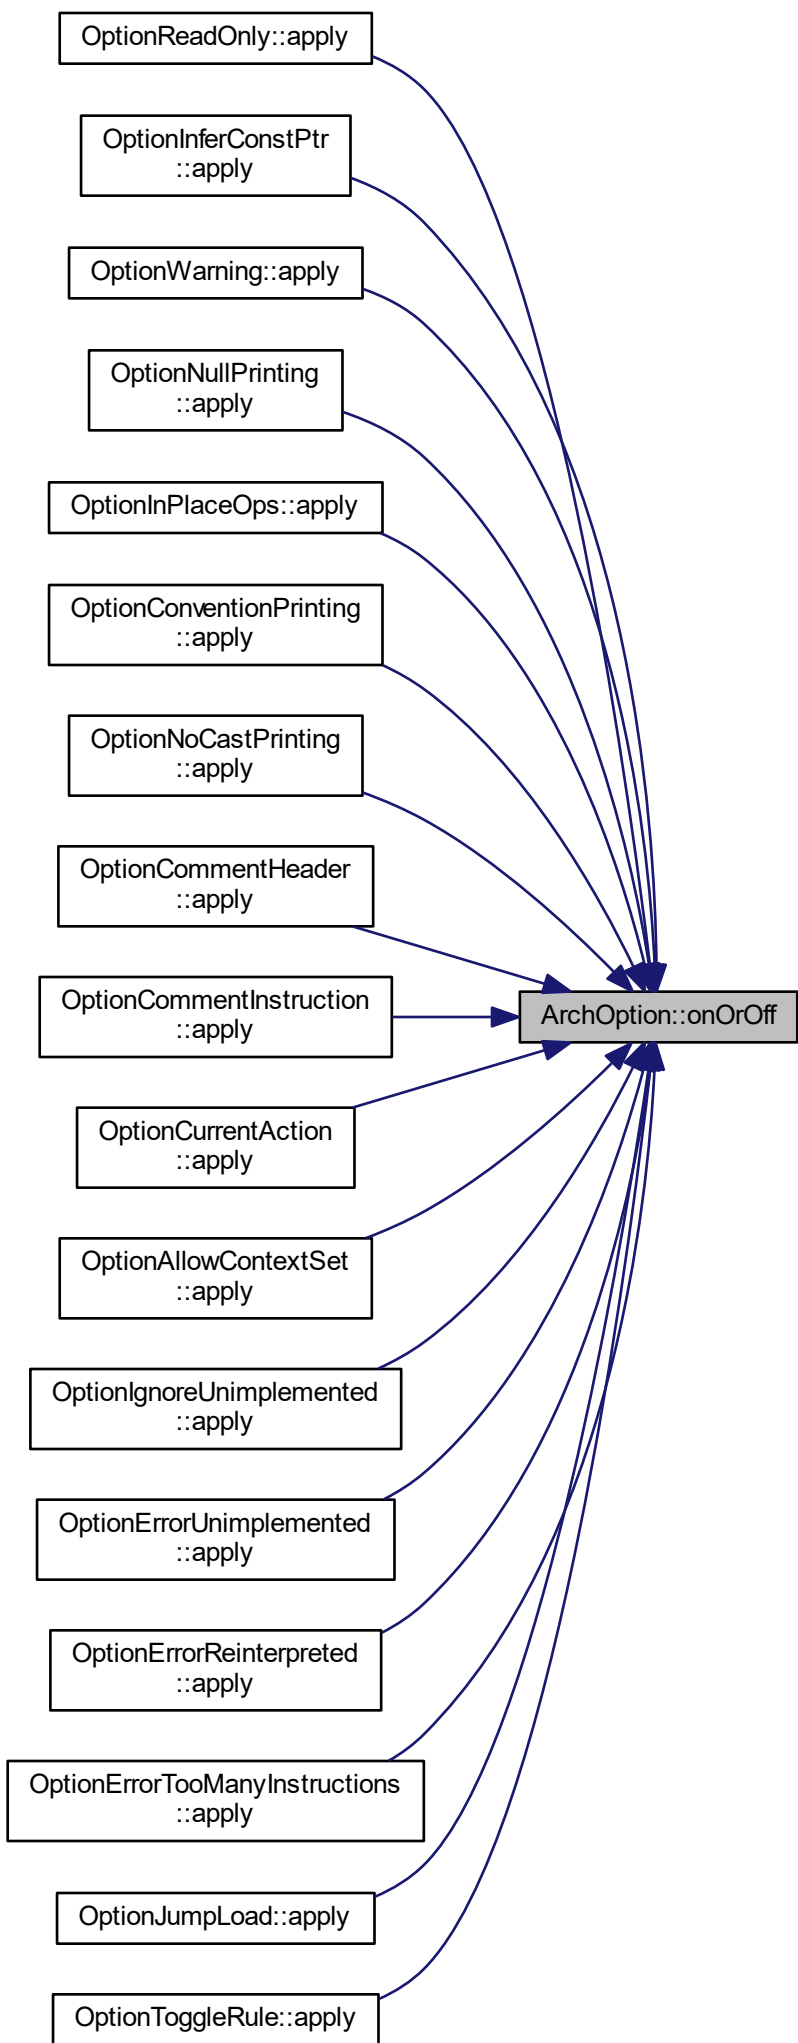 OptionReadOnly::apply
OptionInferConstPtr
::apply
OptionWarning::apply
OptionNullPrinting
::apply
OptionInPlaceOps::apply
OptionConventionPrinting
::apply
OptionNoCastPrinting
::apply
OptionCommentHeader
::apply
OptionCommentInstruction
::apply
ArchOption::onOrOff
OptionCurrentAction
::apply
OptionAllowContextSet
::apply
OptionIgnoreUnimplemented
::apply
OptionErrorUnimplemented
::apply
OptionErrorReinterpreted
::apply
OptionErrorTooManyInstructions
::apply
OptionJumpLoad::apply
OptionToggleRule::apply